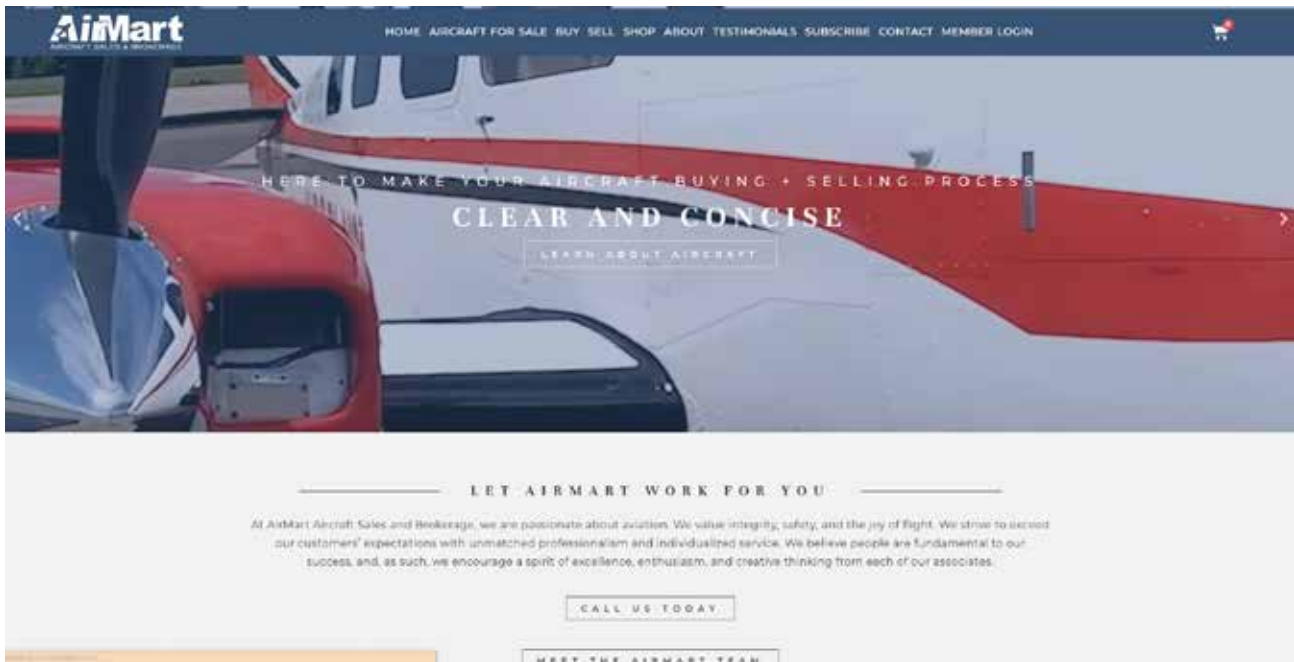 AirMart
AIRCRAFT SALES & BROKERAGE
HOME AIRCRAFT FOR SALE BUY SELL SHOP ABOUT TESTIMONIALS SUBSCRIBE CONTACT MEMBER LOGIN
HERE TO MAKE YOUR AIRCRAFT BUYING + SELLING PROCESS
CLEAR AND CONCISE
LEARN ABOUT AIRCRAFT
LET AIRMART WORK FOR YOU
At AirMart Aircraft Sales and Brokerage, we are passionate about aviation. We value integrity, safety, and the joy of flight. We strive to exceed
our customers' expectations with unmatched professionalism and individualized service. We believe people are fundamental to our
success, and, as such, we encourage a spirit of excellence, enthusiasm, and creative thinking from each of our associates.
CALL US TODAY
MEET THE AIRMART TEAM